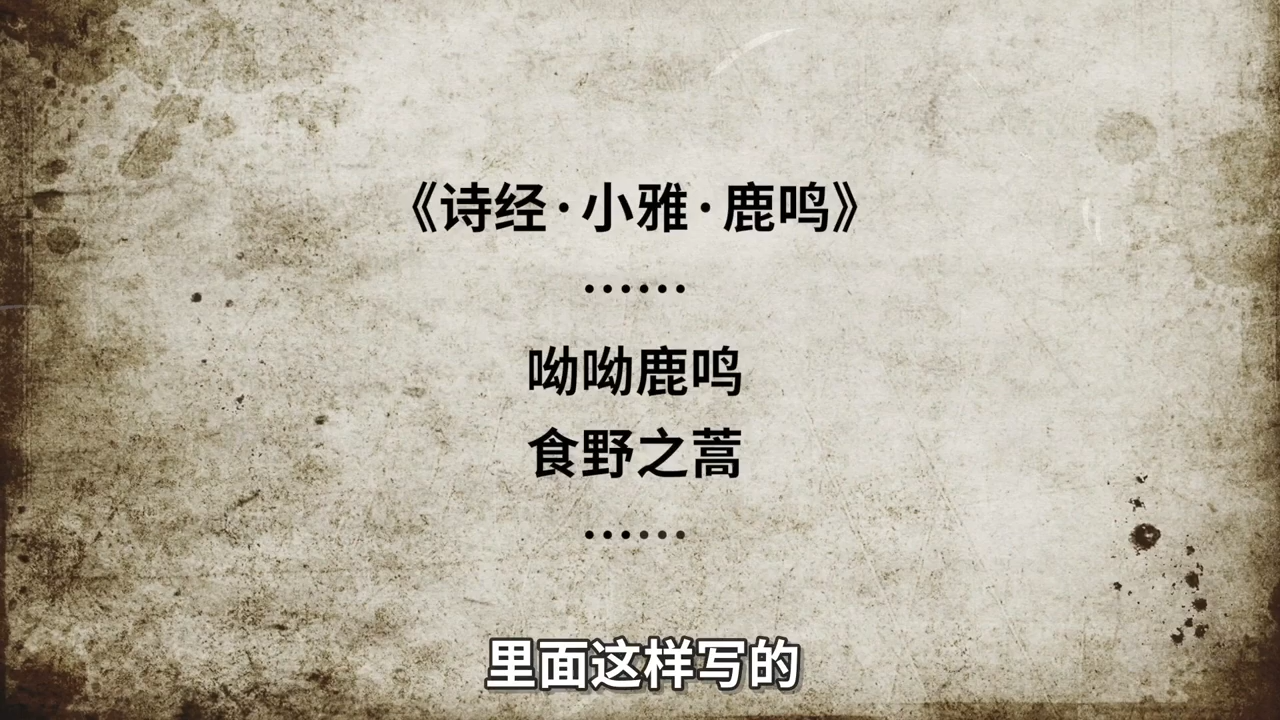 《诗经·小雅·鹿鸣》
……
呦呦鹿鸣
食野之蒿
……
里面这样写的